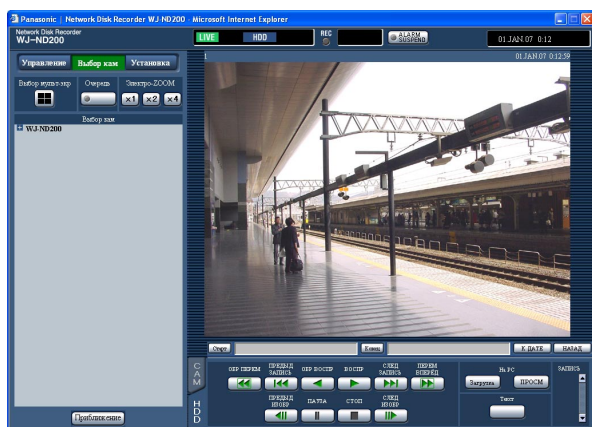 Panasonic | Network Disk Recorder WJ-ND200 - Microsoft Internet Explorer
Network Disk Recorder
WJ-ND200
LIVE HDD REC ALARM SUSPEND 01.JAN.07 0:12
Управление Выбор кам Установка
1 01.JAN.07 0:12:59
Выбор мульт-экр Очередь Электро-ZOOM
x1 x2 x4
Выбор кам
WJ-ND200
Старт Конец К ДАТЕ НАЗАД
CAM
ОБР ПЕРЕМ ПРЕДЫД ЗАПИСЬ ОБР ВОСПР ВОСПР СЛЕД ЗАПИСЬ ПЕРЕМ ВПЕРЁД
На PC
ЗАПИСЬ
Загрузка ПРОСМ
HDD
ПРЕДЫД ИЗОБР ПАУЗА СТОП СЛЕД ИЗОБР
Текст
Приближение